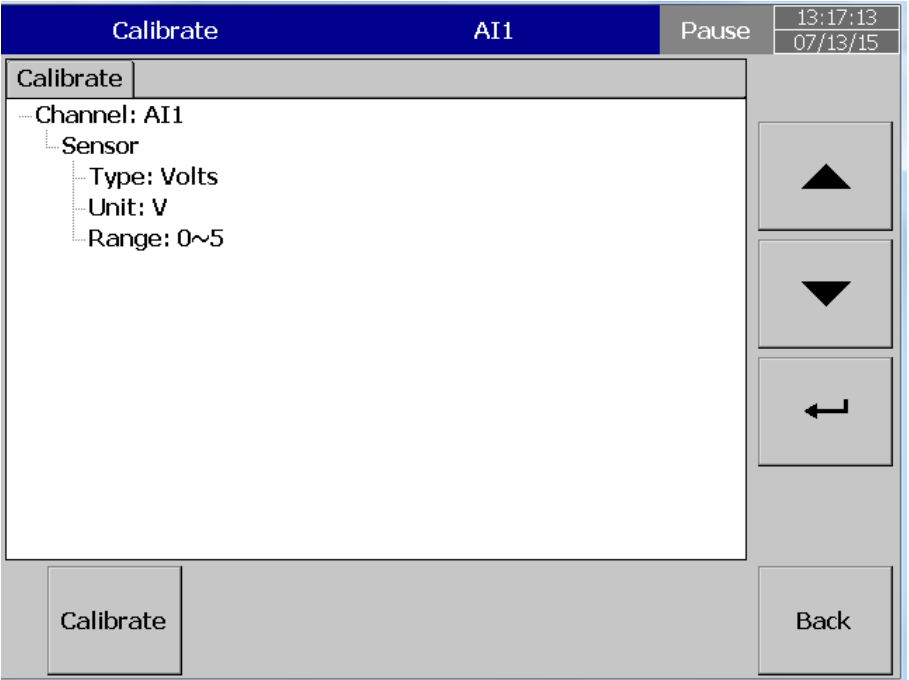 Calibrate AI1 Pause 13:17:13
07/13/15
Calibrate
Channel: AI1
Sensor
Type: Volts
Unit: V
Range: 0~5
Calibrate Back